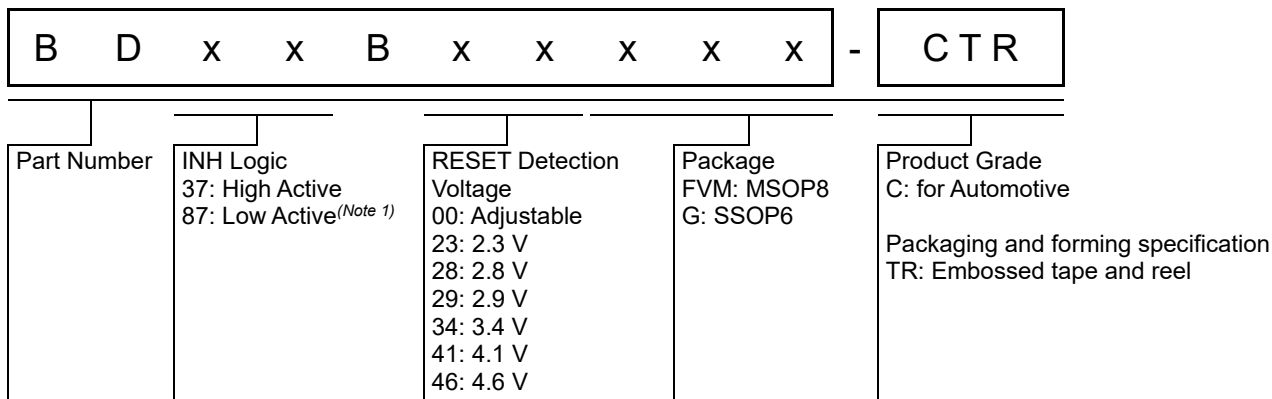 B D x x B x x x x x - C T R
Part Number
INH Logic
37: High Active
87: Low Active(Note 1)
RESET Detection
Voltage
00: Adjustable
23: 2.3 V
28: 2.8 V
29: 2.9 V
34: 3.4 V
41: 4.1 V
46: 4.6 V
Package
FVM: MSOP8
G: SSOP6
Product Grade
C: for Automotive
Packaging and forming specification
TR: Embossed tape and reel